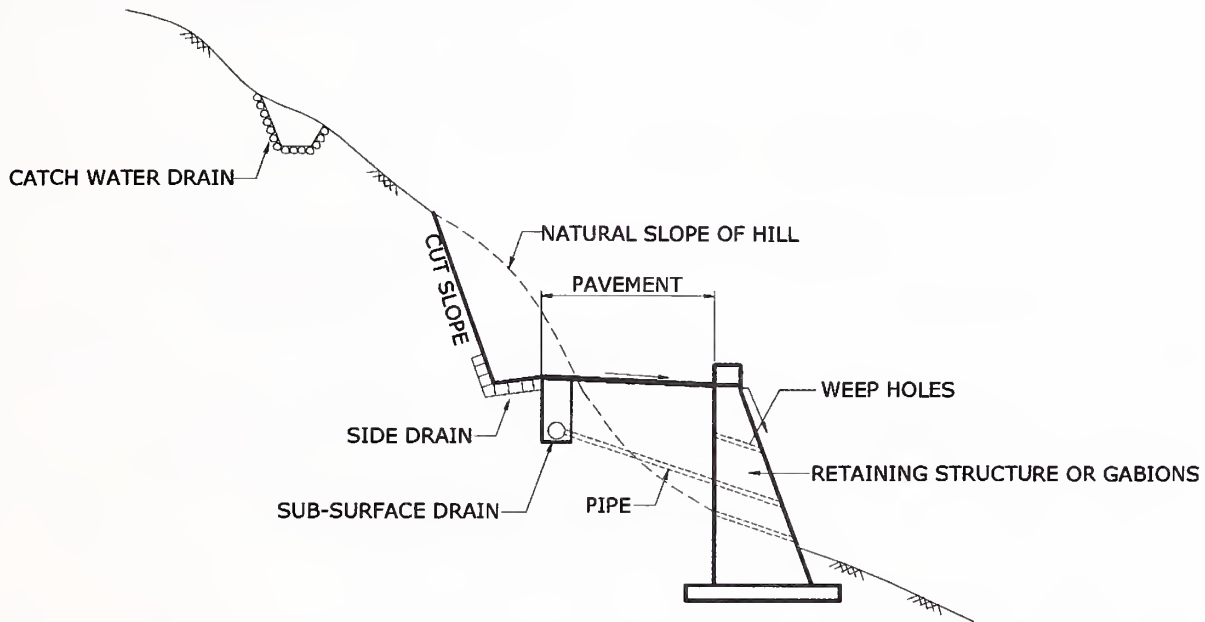 CATCH WATER DRAIN
NATURAL SLOPE OF HILL
CUT SLOPE
PAVEMENT
WEEP HOLES
SIDE DRAIN
RETAINING STRUCTURE OR GABIONS
SUB-SURFACE DRAIN
PIPE